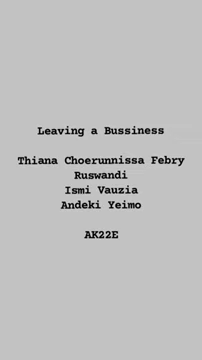 Leaving a Bussiness
Thiana Choerunnissa Febry
Ruswandi
Ismi Vauzia
Andeki Yeimo
AK22E